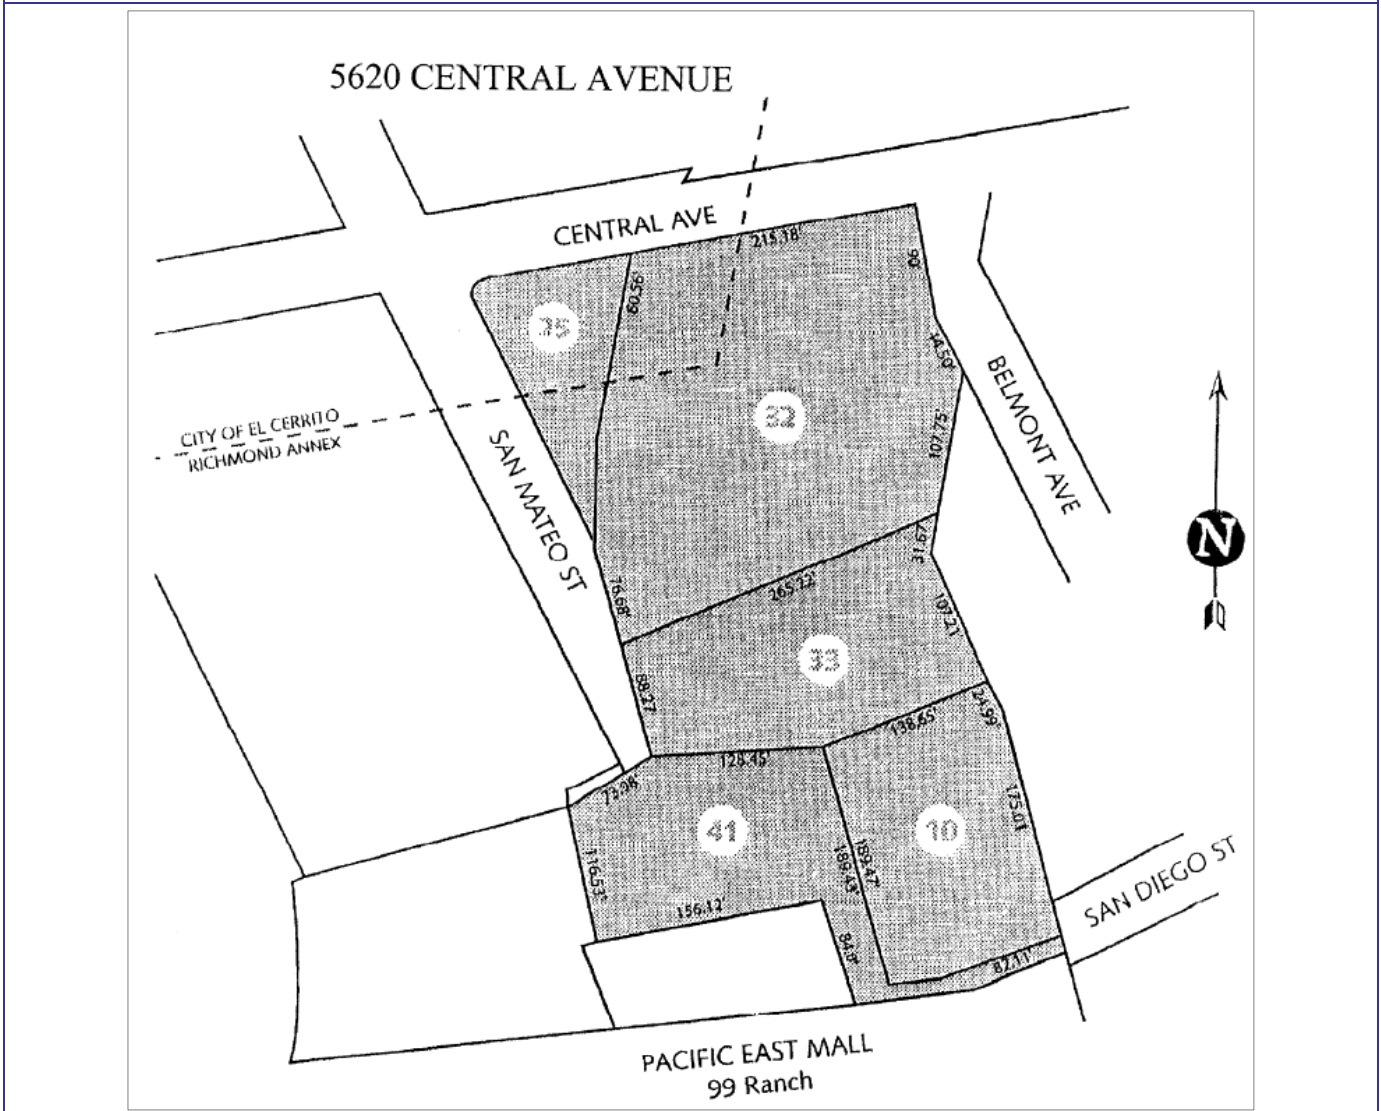 5620 CENTRAL AVENUE
CENTRAL AVE
215.18'
90'
60.56'
35
34.50'
BELMONT AVE
32
107.75'
CITY OF EL CERRITO
RICHMOND ANNEX
SAN MATEO ST
N
31.67'
265.22'
76.68'
107.21'
33
88.27'
24.99'
138.65'
128.45'
73.98'
175.01'
41
10
116.53'
189.43'
189.47'
SAN DIEGO ST
156.12'
84.0'
82.11'
PACIFIC EAST MALL
99 Ranch